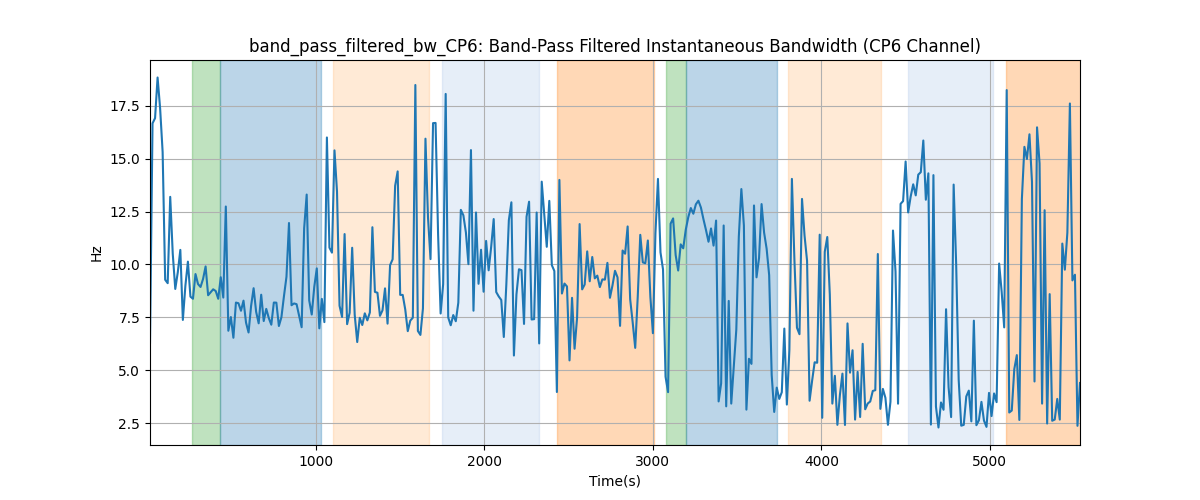 band_pass_filtered_bw_CP6: Band-Pass Filtered Instantaneous Bandwidth (CP6 Channel)
17.5
15.0
12.5
10.0
7.5
5.0
2.5
Hz
1000 2000 3000 4000 5000
Time(s)